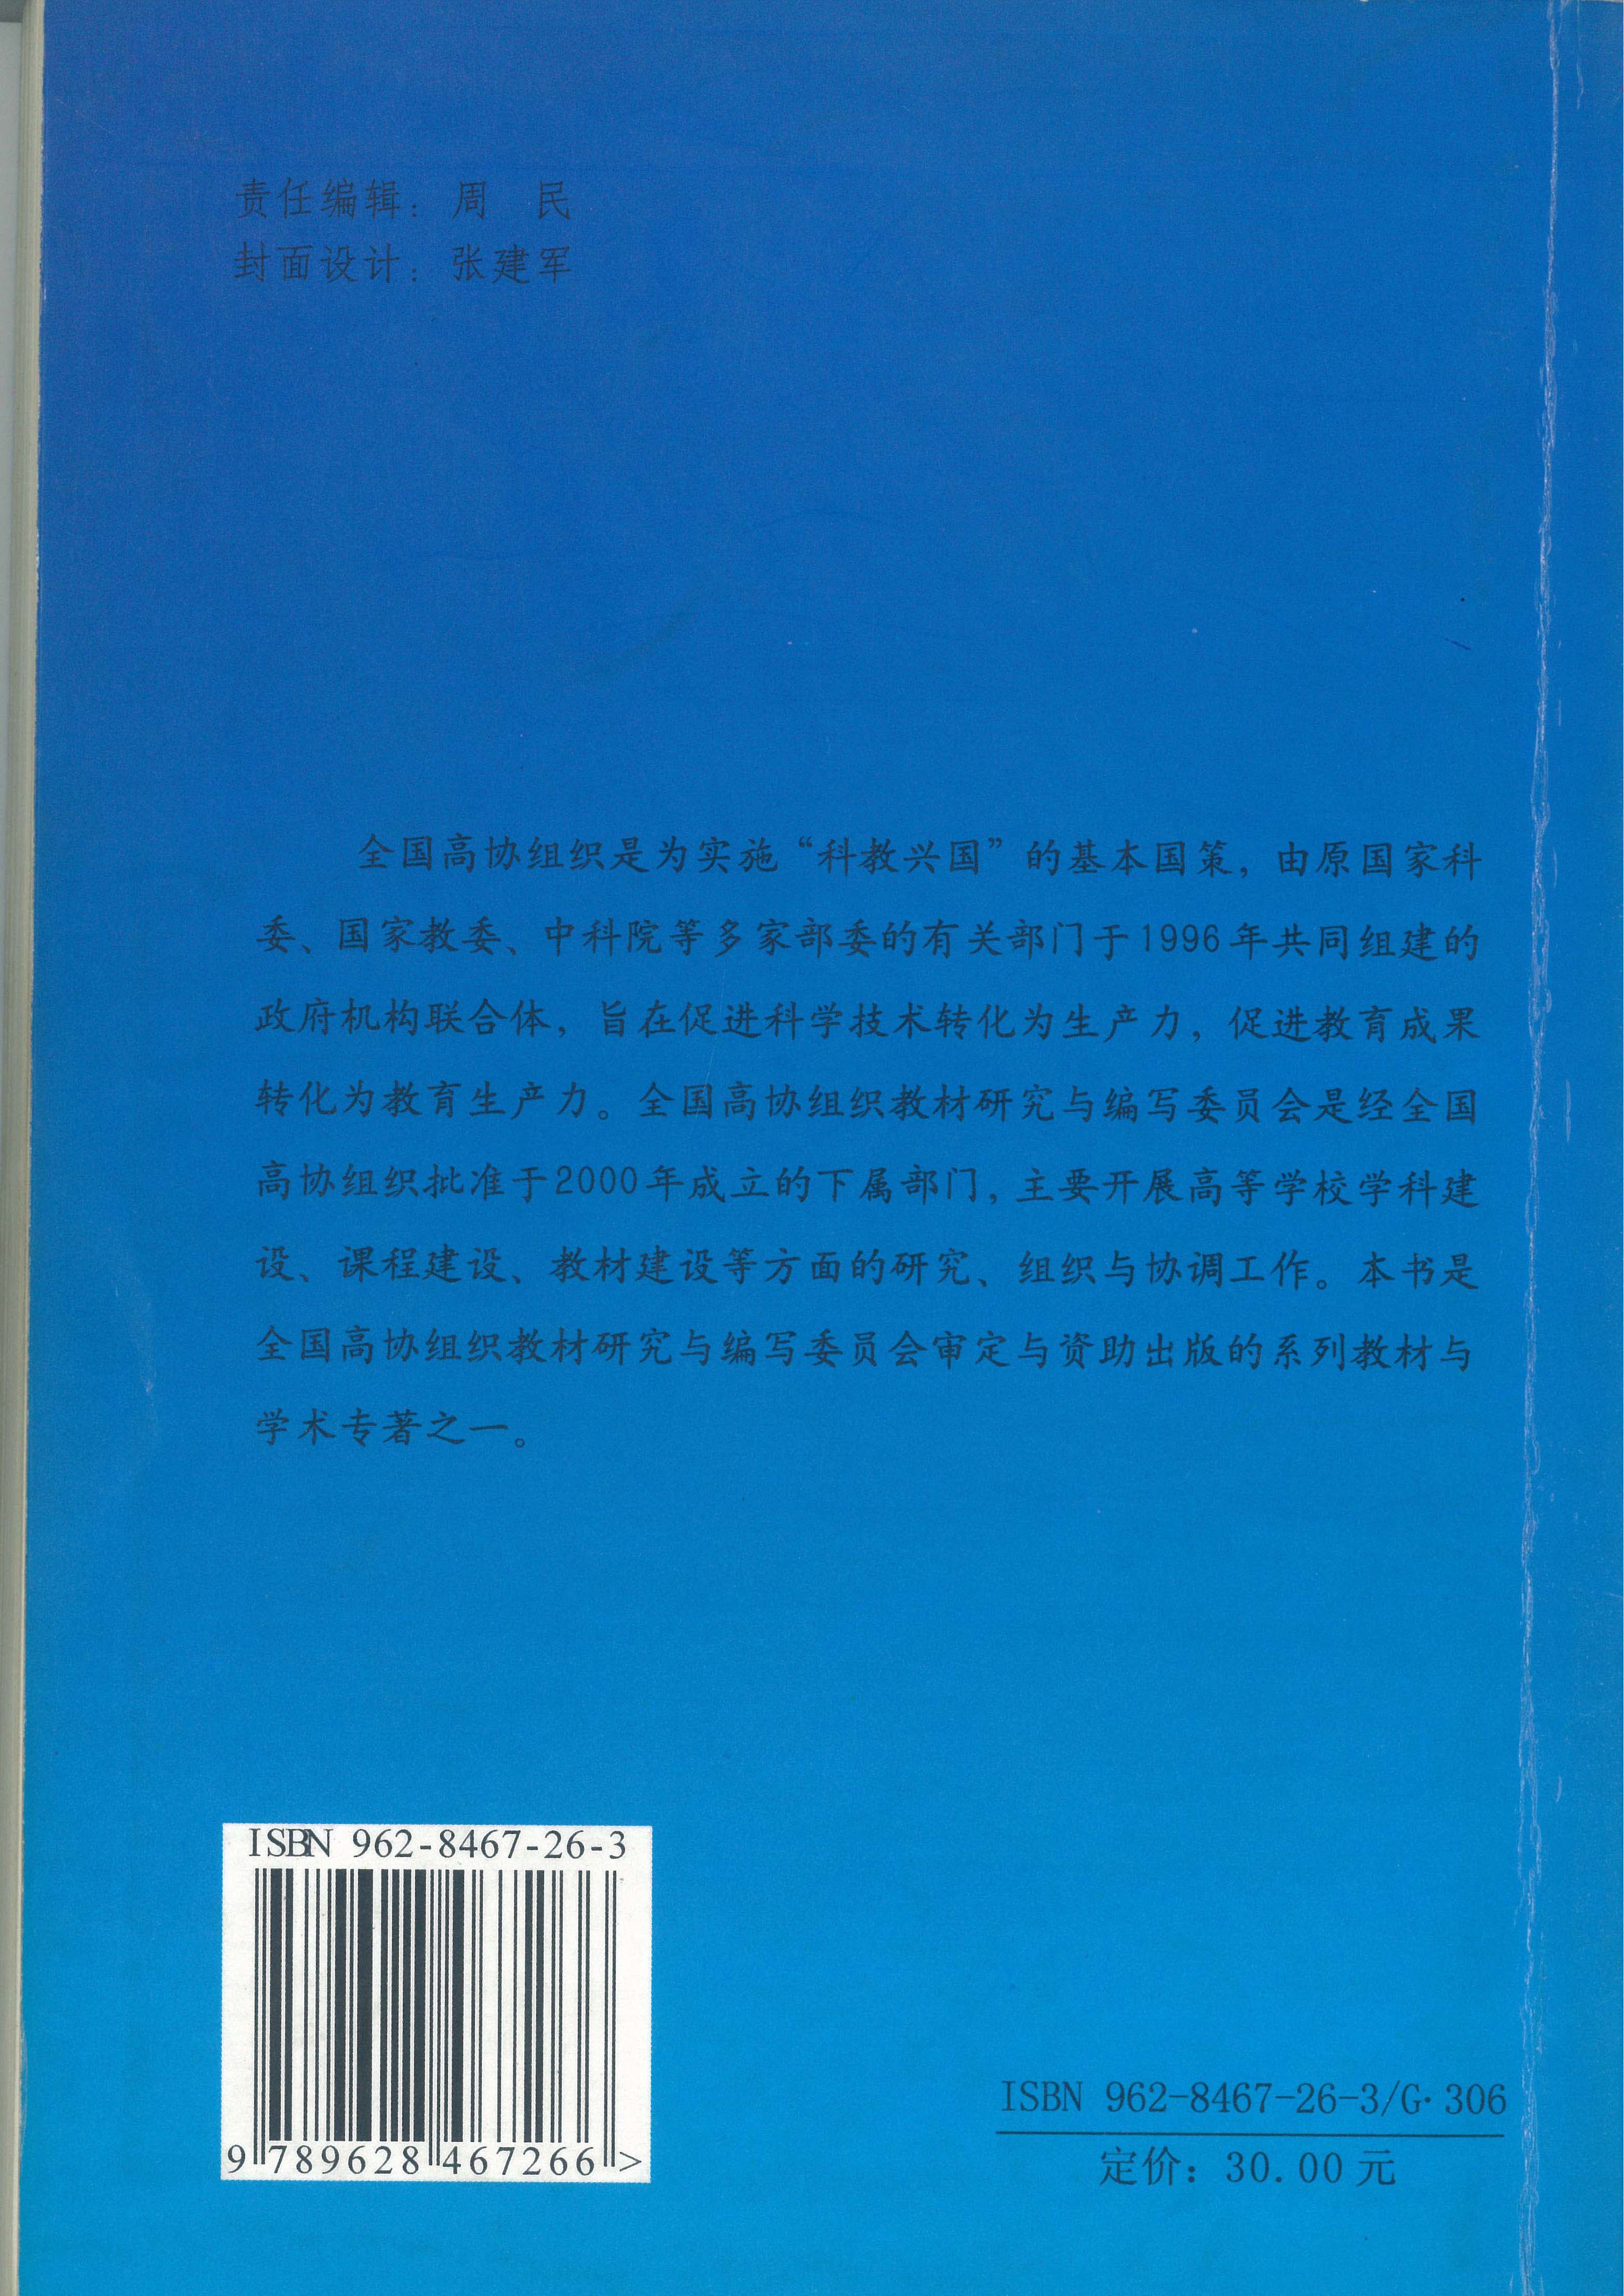 责任编辑：周　民
封面设计：张建军
全国高协组织是为实施“科教兴国”的基本国策，由原国家科
委、国家教委、中科院等多家部委的有关部门于1996年共同组建的
政府机构联合体，旨在促进科学技术转化为生产力，促进教育成果
转化为教育生产力。全国高协组织教材研究与编写委员会是经全国
高协组织批准于2000年成立的下属部门，主要开展高等学校学科建
设、课程建设、教材建设等方面的研究、组织与协调工作。本书是
全国高协组织教材研究与编写委员会审定与资助出版的系列教材与
学术专著之一。
ISBN 962-8467-26-3
9 789628 467266 >
ISBN 962-8467-26-3/G·306
定价：30.00元